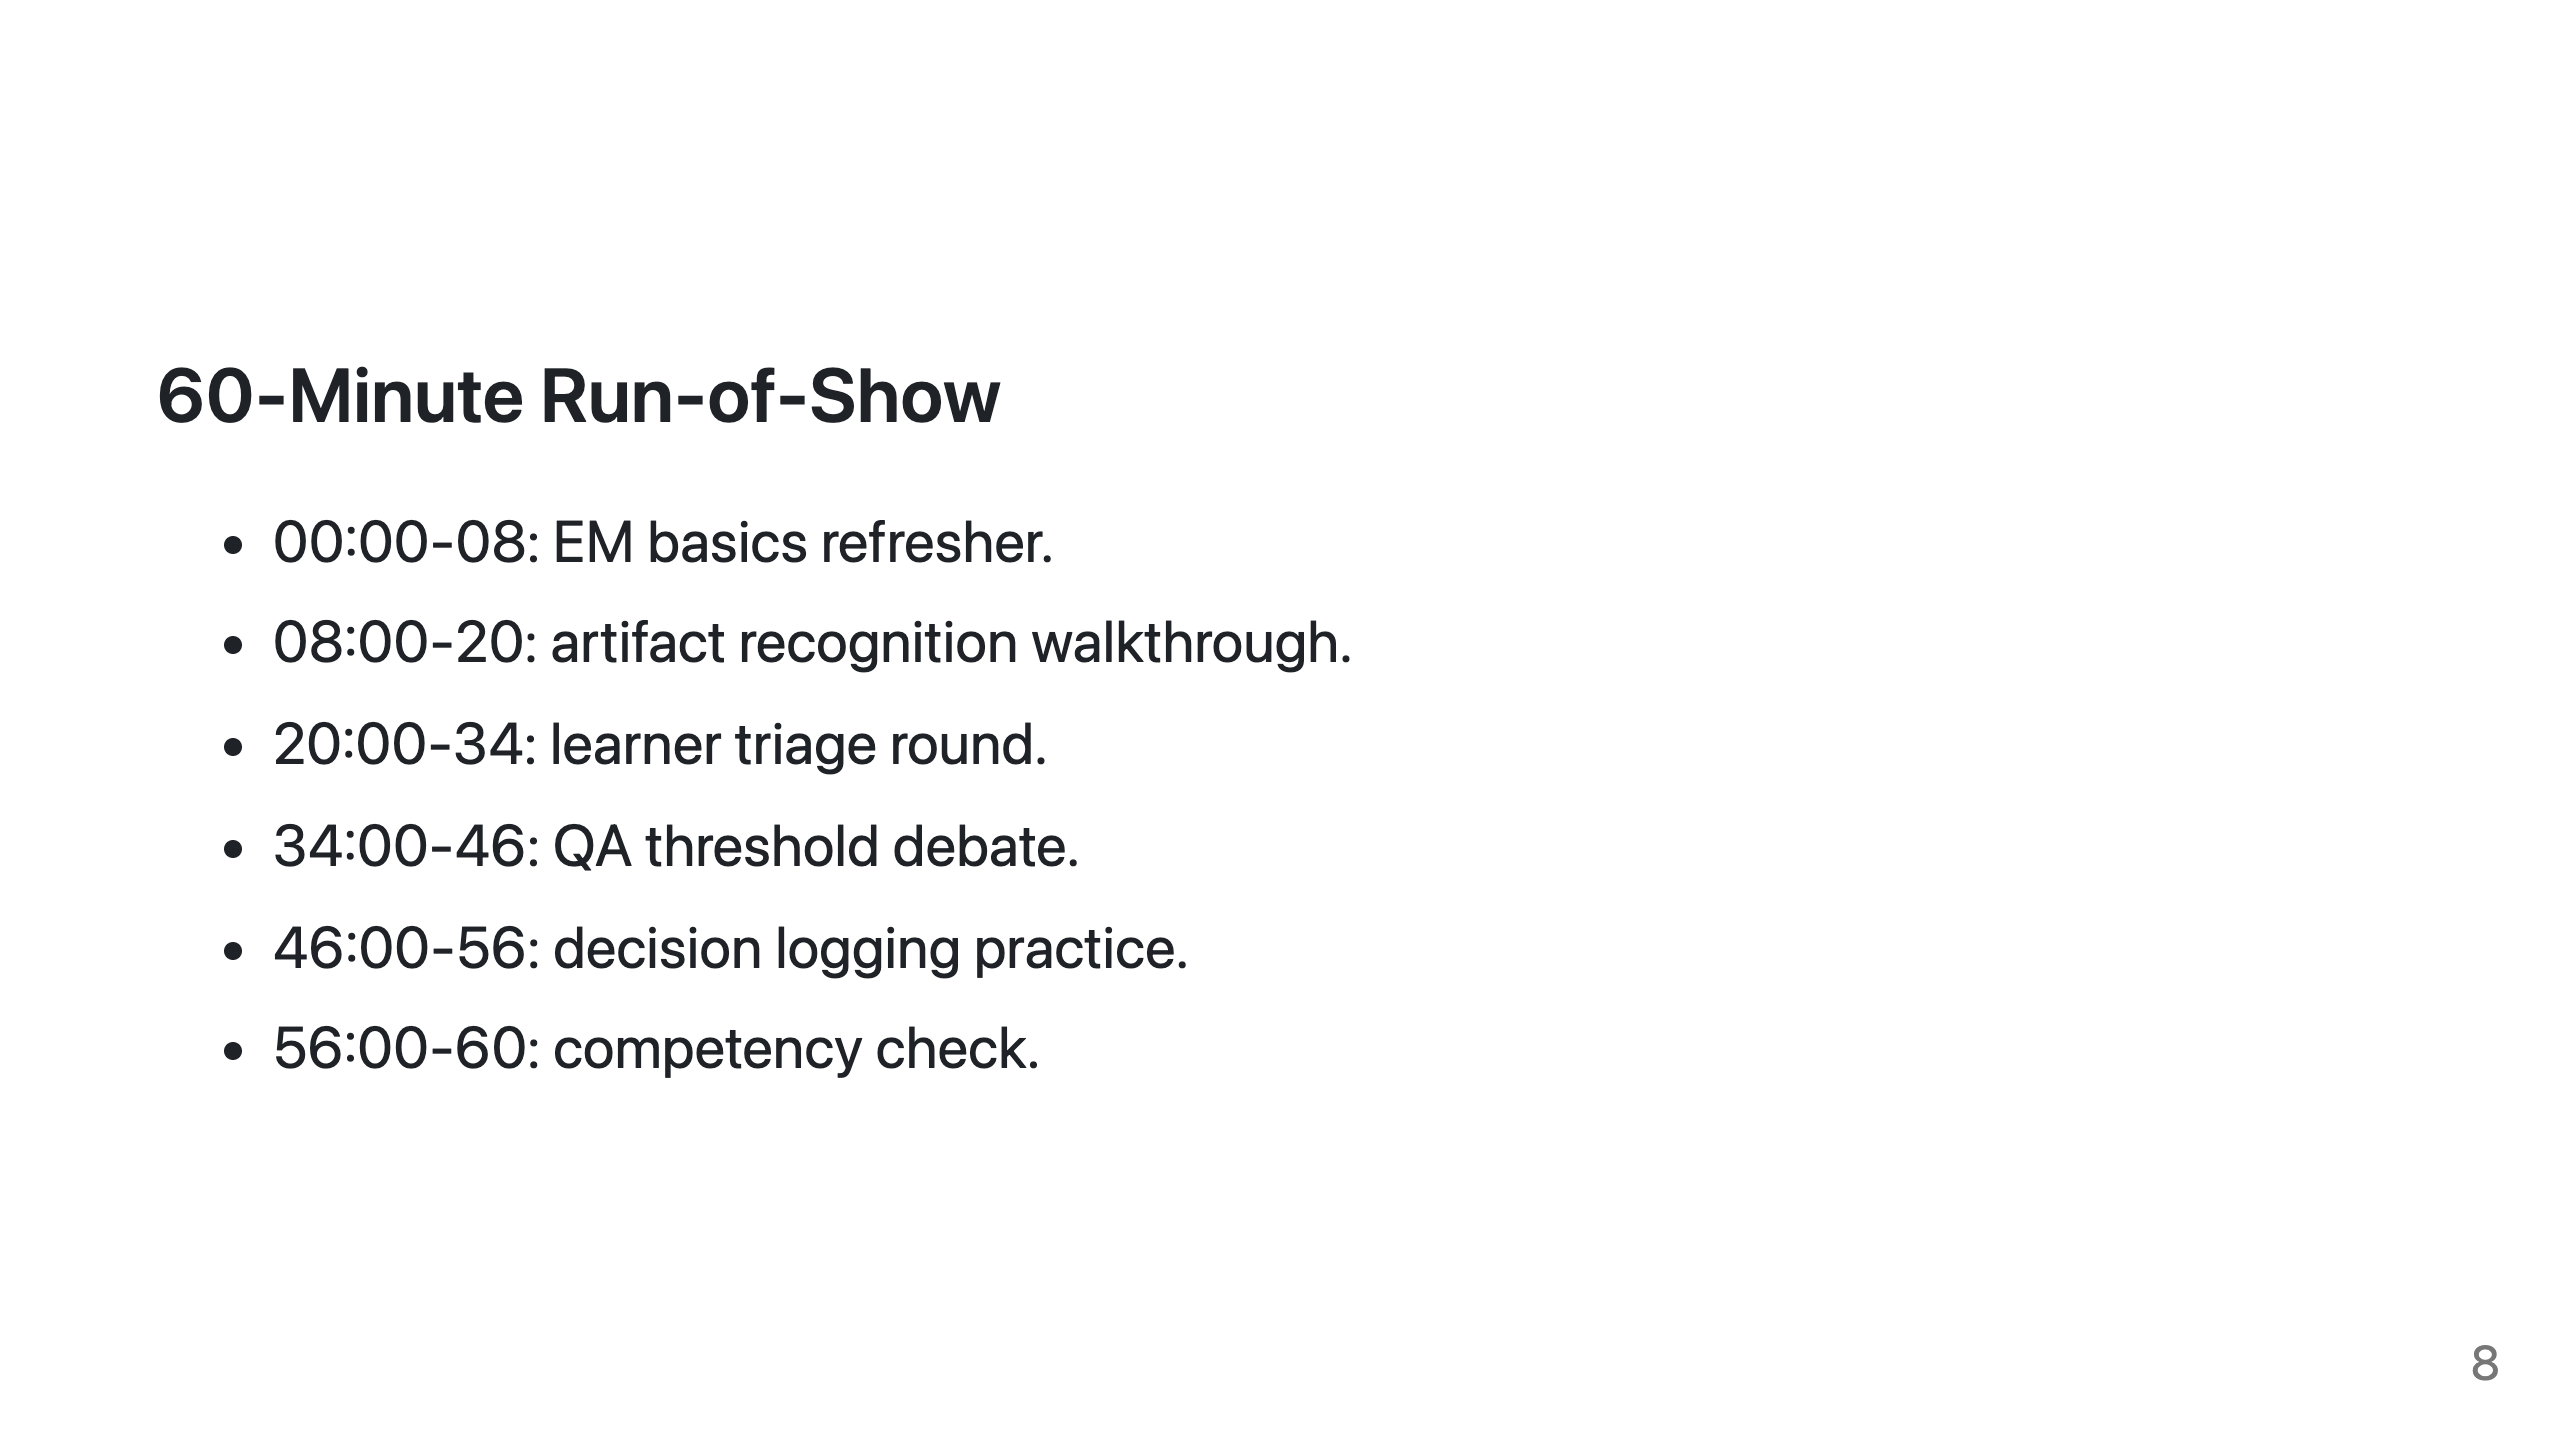 60-Minute Run-of-Show
• 00:00-08: EM basics refresher.
• 08:00-20: artifact recognition walkthrough.
• 20:00-34: learner triage round.
• 34:00-46: QA threshold debate.
• 46:00-56: decision logging practice.
• 56:00-60: competency check.
8